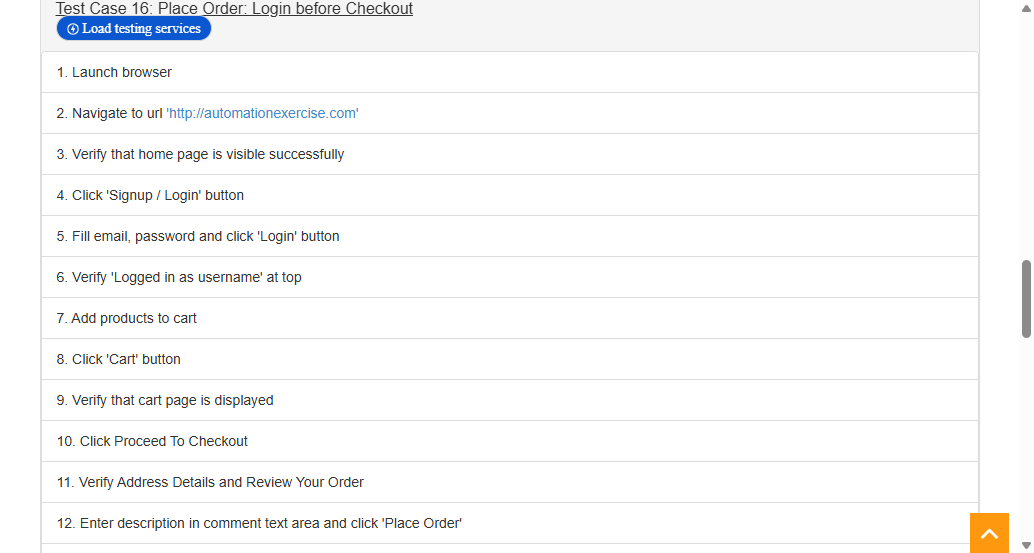 Test Case 16: Place Order: Login before Checkout
Load testing services
1. Launch browser
2. Navigate to url 'http://automationexercise.com'
3. Verify that home page is visible successfully
4. Click 'Signup / Login' button
5. Fill email, password and click 'Login' button
6. Verify 'Logged in as username' at top
7. Add products to cart
8. Click 'Cart' button
9. Verify that cart page is displayed
10. Click Proceed To Checkout
11. Verify Address Details and Review Your Order
12. Enter description in comment text area and click 'Place Order'